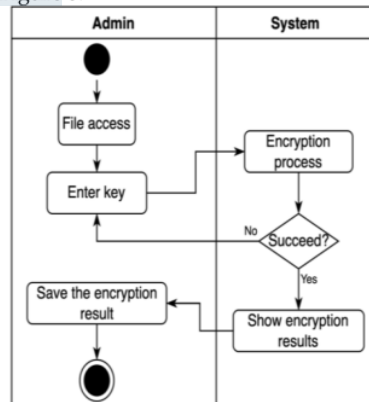 Admin
System
File access
Enter key
Encryption
process
No
Succeed?
Yes
Save the encryption
result
Show encryption
results